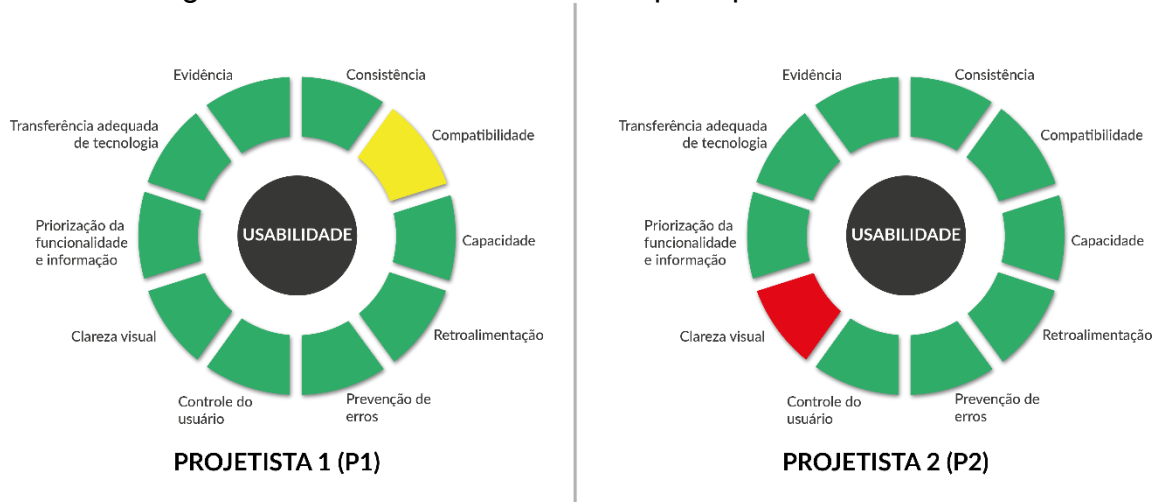 Evidência
Consistência
Transferência adequada
de tecnologia
Compatibilidade
Priorização da
funcionalidade
e informação
USABILIDADE
Capacidade
Clareza visual
Retroalimentação
Controle do
usuário
Prevenção de
erros
PROJETISTA 1 (P1)
Evidência
Consistência
Transferência adequada
de tecnologia
Compatibilidade
Priorização da
funcionalidade
e informação
USABILIDADE
Capacidade
Clareza visual
Retroalimentação
Controle do
usuário
Prevenção de
erros
PROJETISTA 2 (P2)